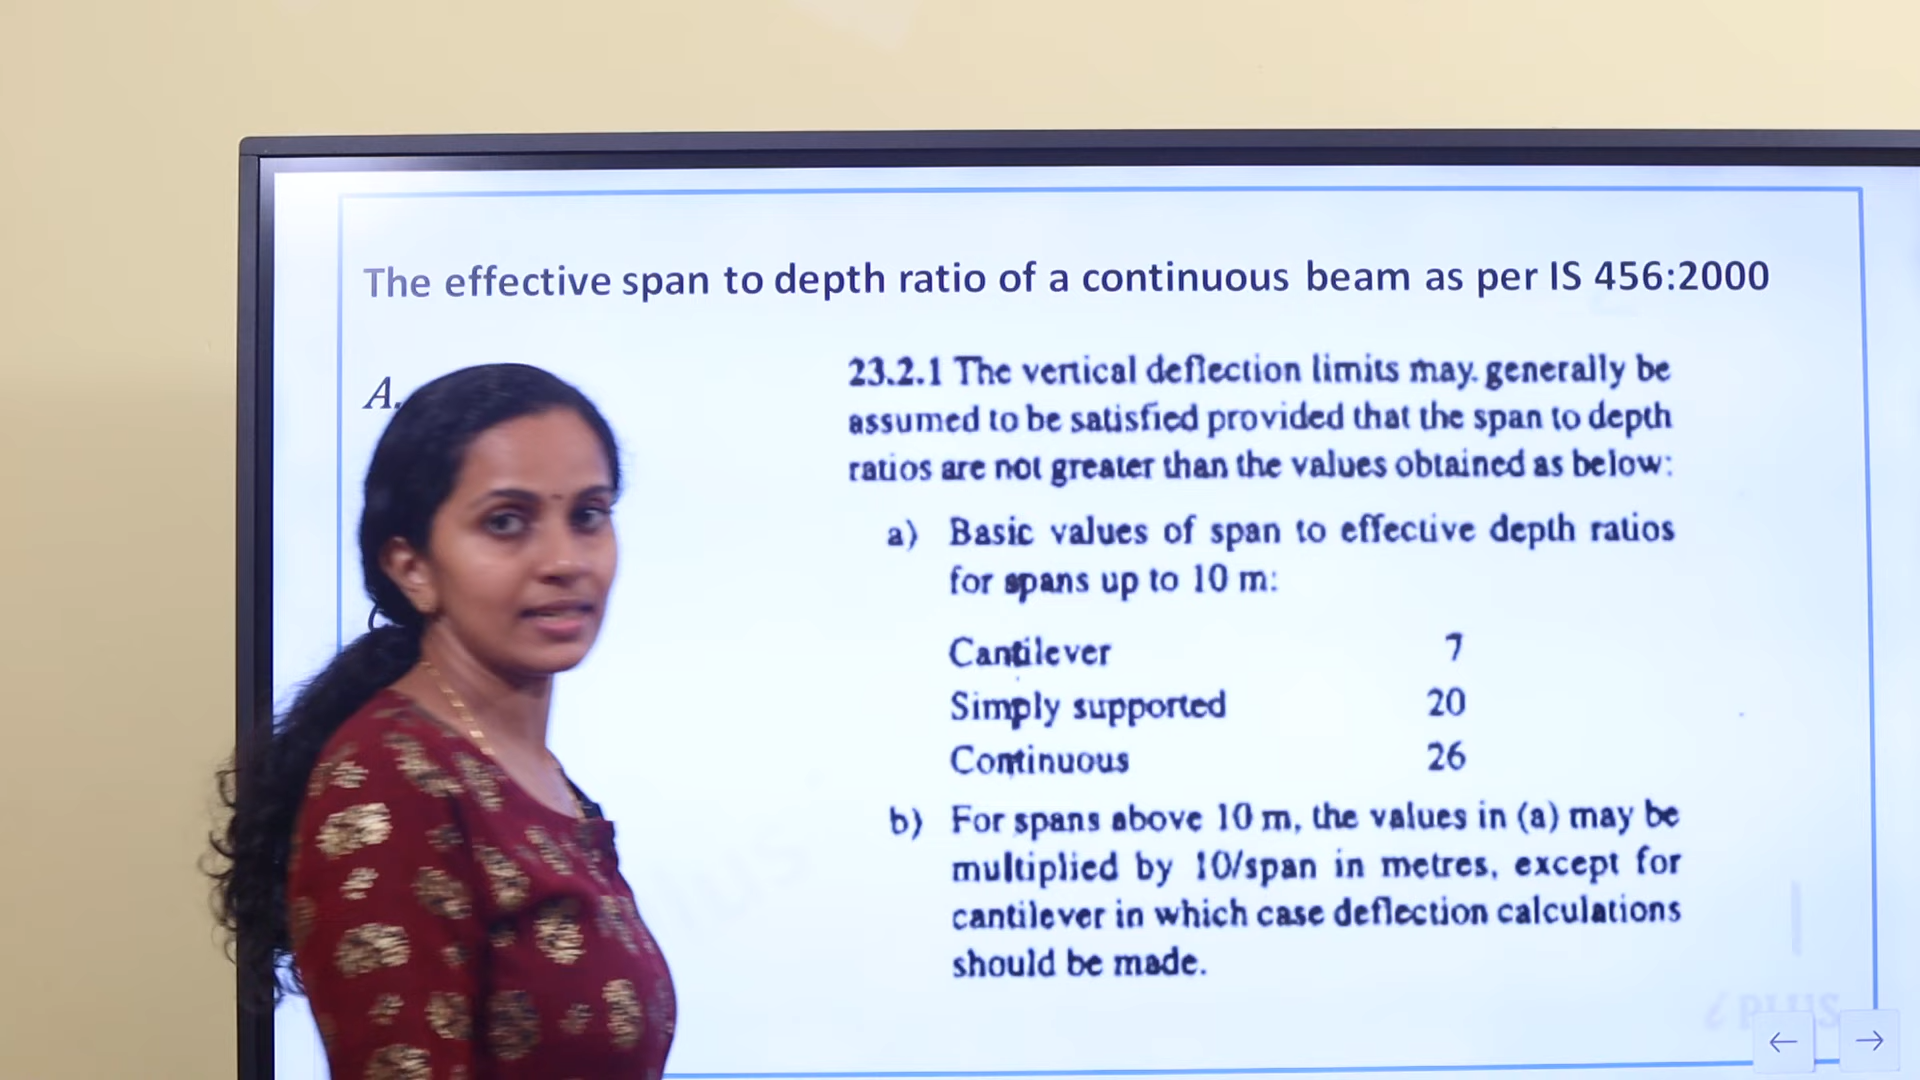 The effective span to depth ratio of a continuous beam as per IS 456:2000
A.
23.2.1 The vertical deflection limits may. generally be
assumed to be satisfied provided that the span to depth
ratios are not greater than the values obtained as below:
a) Basic values of span to effective depth ratios
for spans up to 10 m:
Cantilever 7
Simply supported 20
Continuous 26
b) For spans above 10 m, the values in (a) may be
multiplied by 10/span in metres, except for
cantilever in which case deflection calculations
should be made.
PLUS